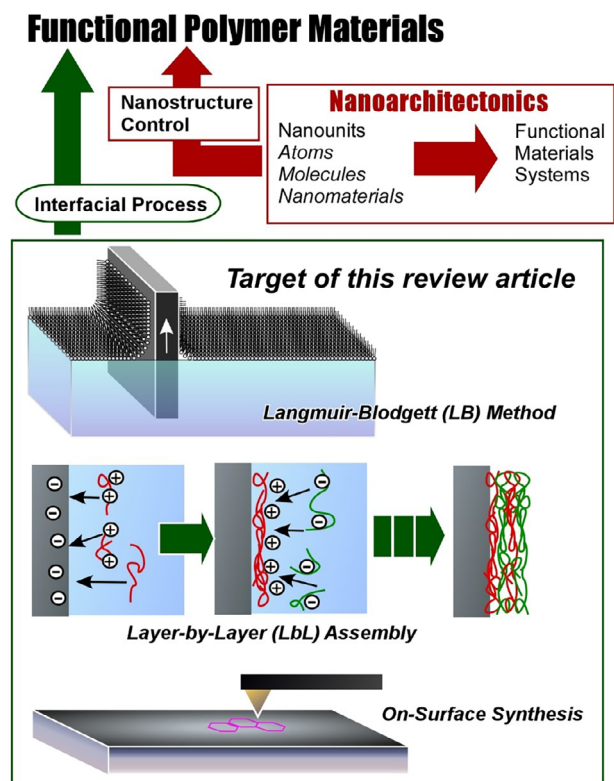 Functional Polymer Materials
Nanostructure
Control
Nanoarchitectonics
Nanounits
Atoms
Molecules
Nanomaterials
Functional
Materials
Systems
Interfacial Process
Target of this review article
Langmuir-Blodgett (LB) Method
Layer-by-Layer (LbL) Assembly
On-Surface Synthesis